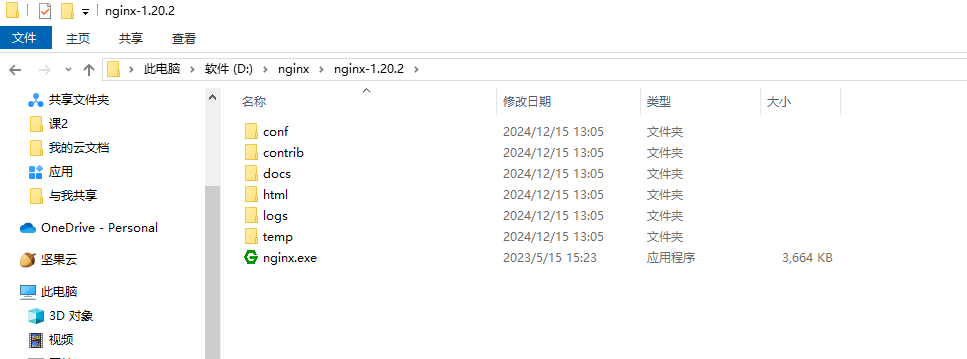 nginx-1.20.2
文件 主页 共享 查看
此电脑 软件 (D:) nginx nginx-1.20.2
名称 修改日期 类型 大小
共享文件夹
课2
我的云文档
应用
与我共享
OneDrive - Personal
坚果云
此电脑
3D 对象
视频
conf 2024/12/15 13:05 文件夹
contrib 2024/12/15 13:05 文件夹
docs 2024/12/15 13:05 文件夹
html 2024/12/15 13:05 文件夹
logs 2024/12/15 13:05 文件夹
temp 2024/12/15 13:05 文件夹
nginx.exe 2023/5/15 15:23 应用程序 3,664 KB